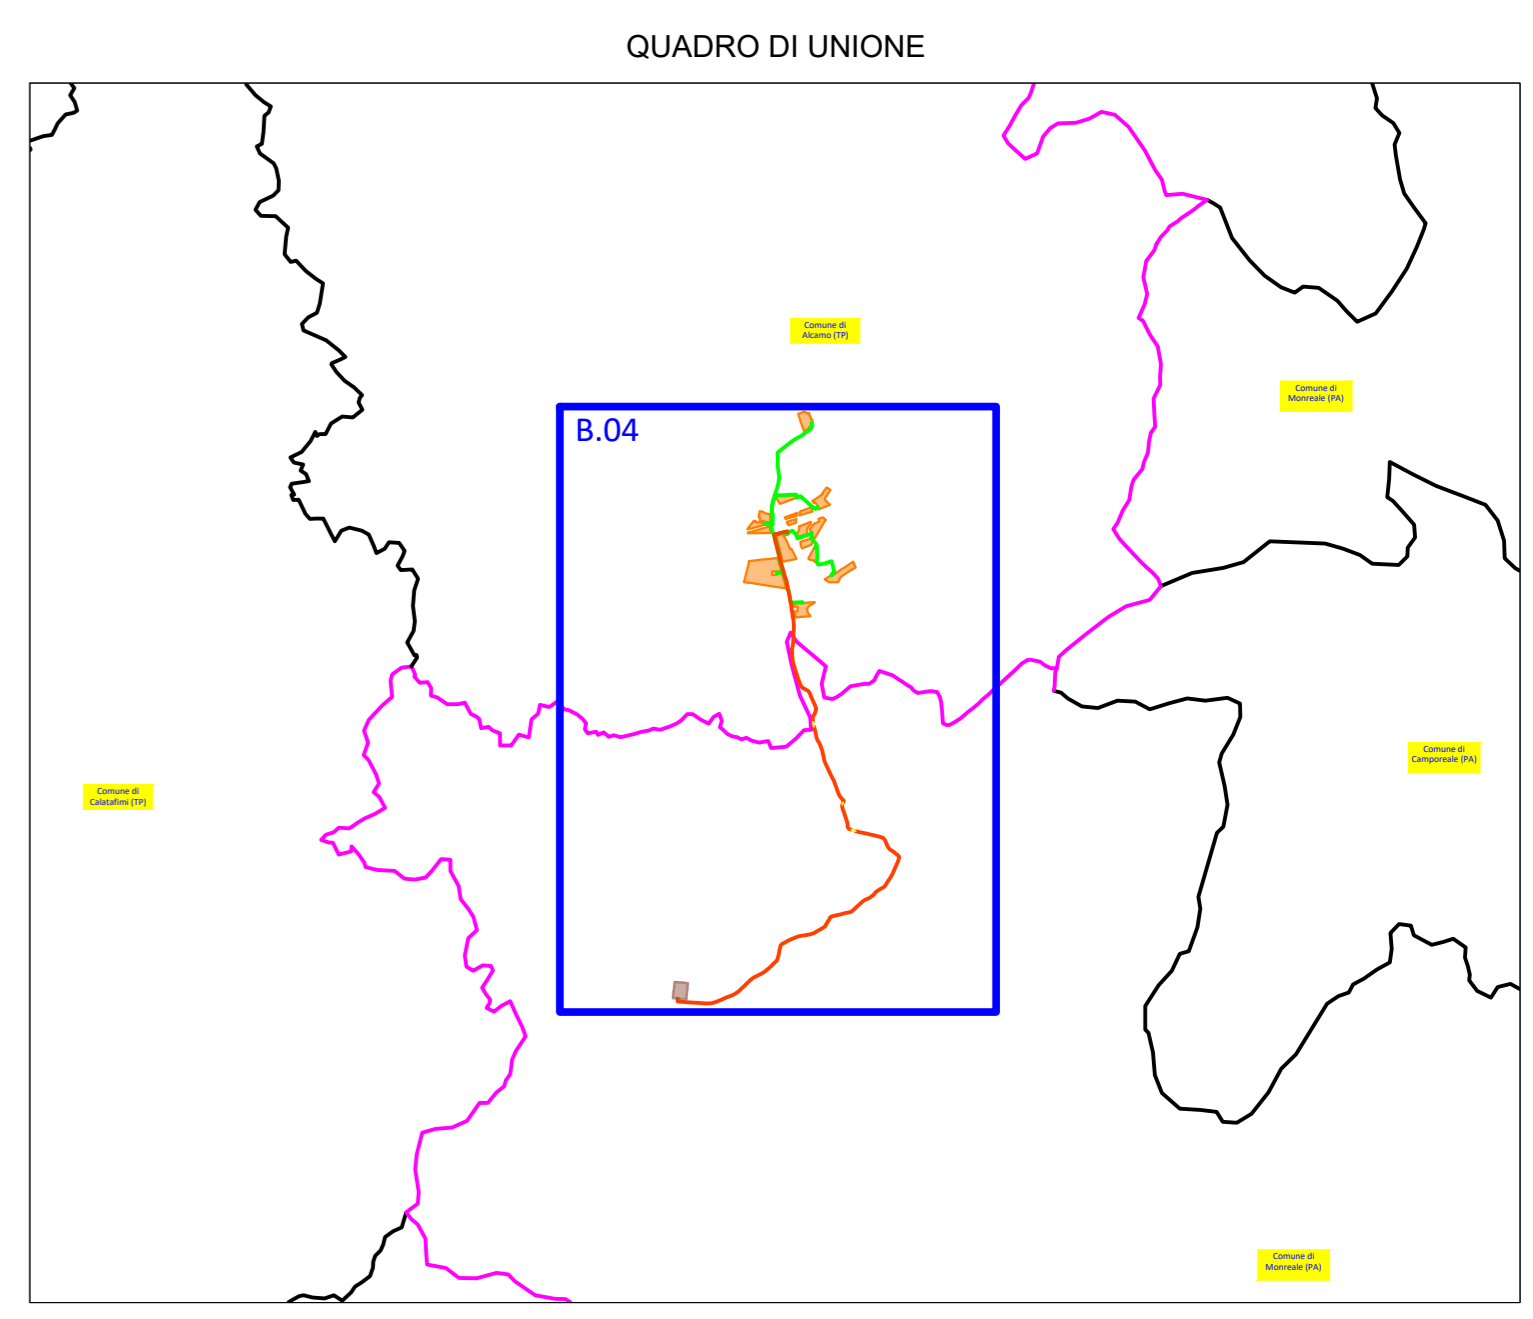 QUADRO DI UNIONE
Comune di
Alcamo (TP)
Comune di
Monreale (PA)
B.04
Comune di
Camporeale (PA)
Comune di
Calatafimi (TP)
Comune di
Monreale (PA)